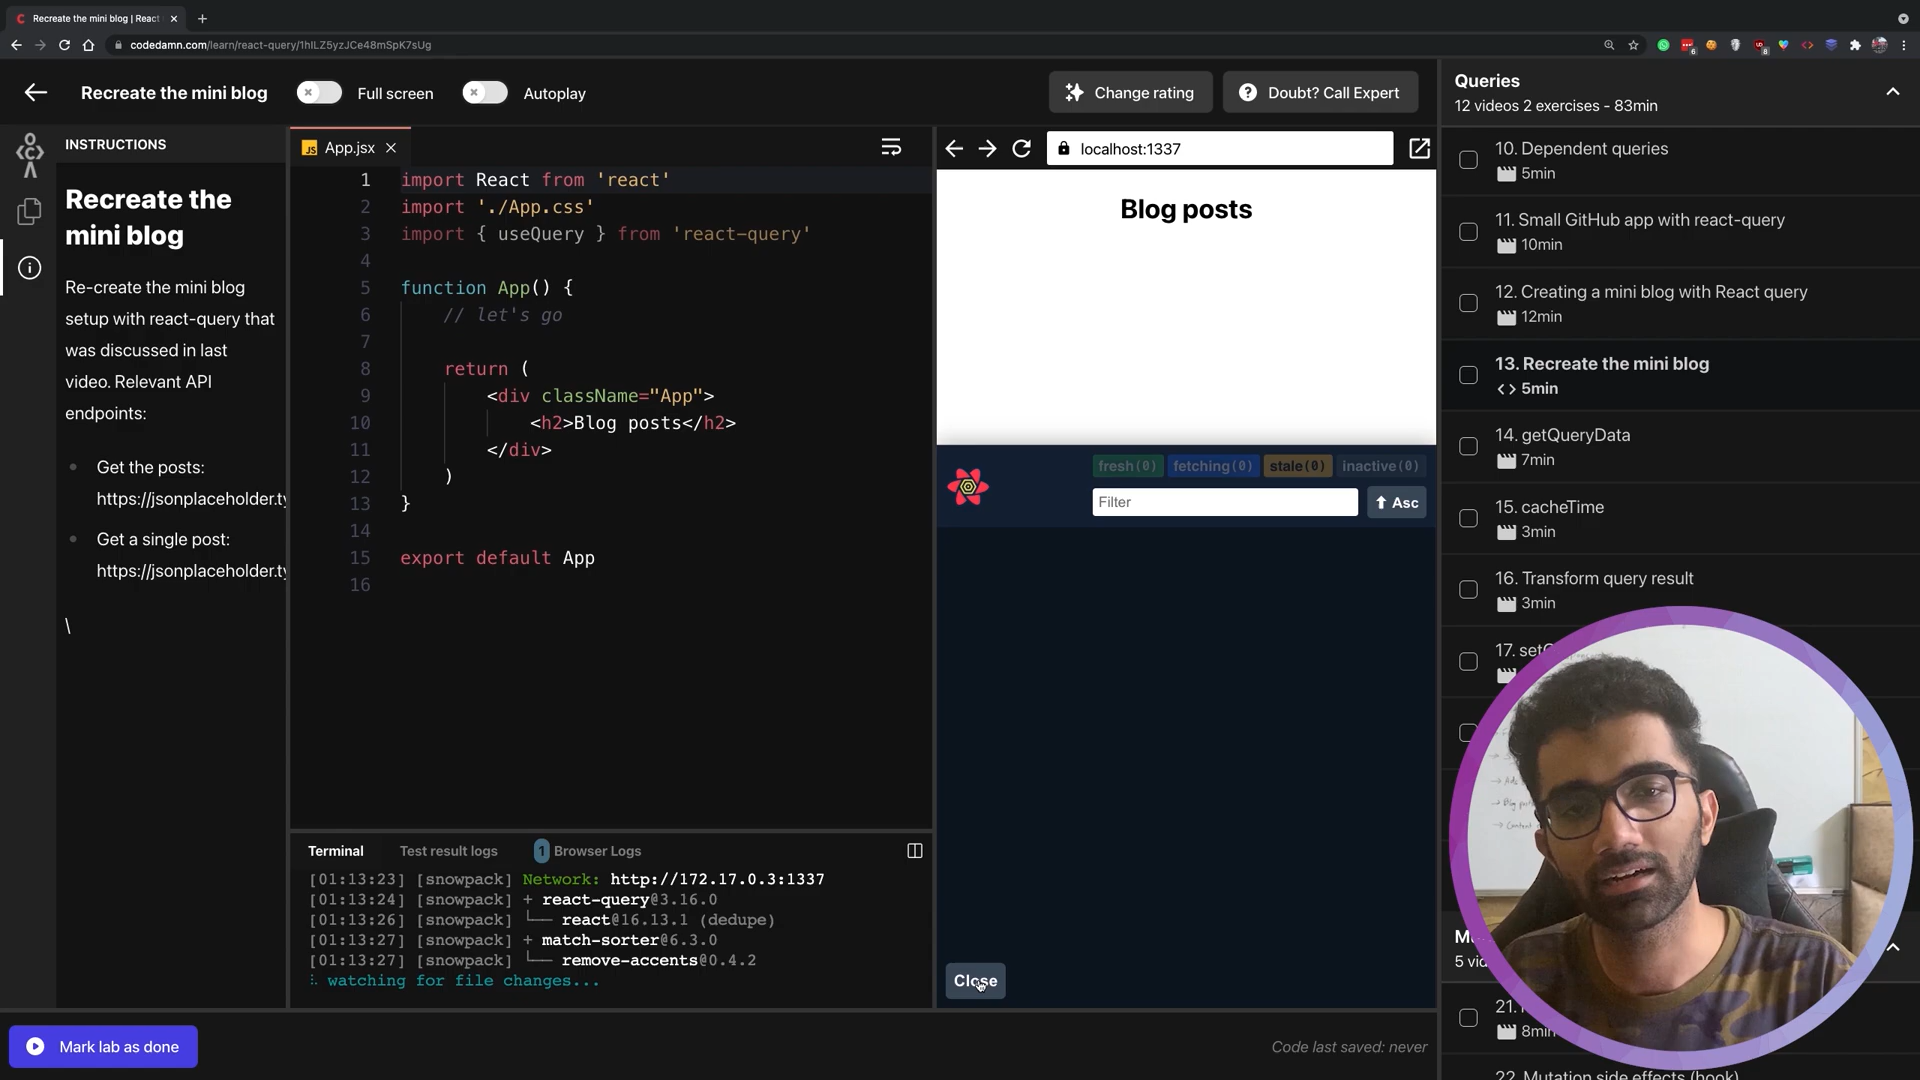 Recreate the mini blog | React
codedamn.com/learn/react-query/1hILZ5yzJCe48mSpK7sUg
Recreate the mini blog
Full screen
Autoplay
Change rating
Doubt? Call Expert
INSTRUCTIONS
Recreate the
mini blog
Re-create the mini blog
setup with react-query that
was discussed in last
video. Relevant API
endpoints:
Get the posts:
https://jsonplaceholder.ty
Get a single post:
https://jsonplaceholder.ty
\
JS App.jsx
1 import React from 'react'
2 import './App.css'
3 import { useQuery } from 'react-query'
4
5 function App() {
6 // let's go
7
8 return (
9 <div className="App">
10 <h2>Blog posts</h2>
11 </div>
12 )
13 }
14
15 export default App
16
Terminal
Test result logs
1 Browser Logs
[01:13:23] [snowpack] Network: http://172.17.0.3:1337
[01:13:24] [snowpack] + react-query@3.16.0
[01:13:26] [snowpack] └── react@16.13.1 (dedupe)
[01:13:27] [snowpack] + match-sorter@6.3.0
[01:13:27] [snowpack] └── remove-accents@0.4.2
watching for file changes...
Mark lab as done
Code last saved: never
localhost:1337
Blog posts
fresh(0) fetching(0) stale(0) inactive(0)
Filter
Asc
Close
Queries
12 videos 2 exercises - 83min
10. Dependent queries
5min
11. Small GitHub app with react-query
10min
12. Creating a mini blog with React query
12min
13. Recreate the mini blog
5min
14. getQueryData
7min
15. cacheTime
3min
16. Transform query result
3min
17.
5
21.
8min
22. Mutation side effects (hook)